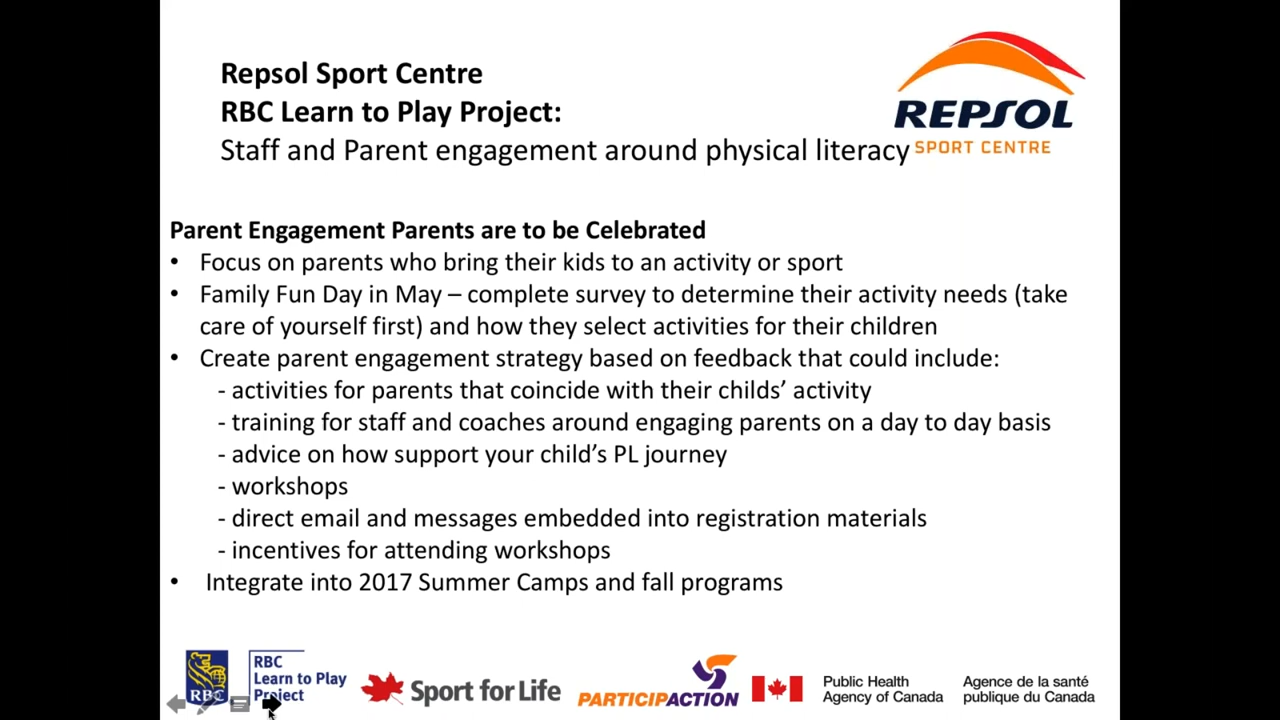 Repsol Sport Centre
RBC Learn to Play Project:
Staff and Parent engagement around physical literacy
REPSOL
SPORT CENTRE
Parent Engagement Parents are to be Celebrated
• Focus on parents who bring their kids to an activity or sport
• Family Fun Day in May – complete survey to determine their activity needs (take
care of yourself first) and how they select activities for their children
• Create parent engagement strategy based on feedback that could include:
- activities for parents that coincide with their childs’ activity
- training for staff and coaches around engaging parents on a day to day basis
- advice on how support your child’s PL journey
- workshops
- direct email and messages embedded into registration materials
- incentives for attending workshops
• Integrate into 2017 Summer Camps and fall programs
RBC
RBC
Learn to Play
Project
Sport for Life
PARTICIPACTION
Public Health
Agency of Canada
Agence de la santé
publique du Canada